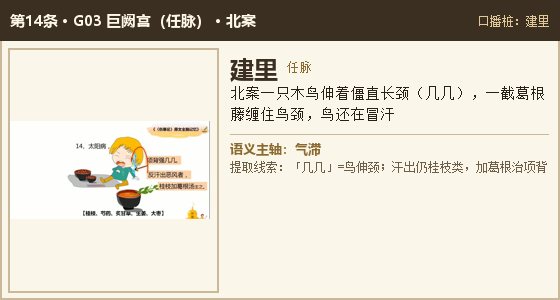 第14条・G03 巨阙宫（任脉）・北案
口播桩：建里
建里 任脉
北案一只木鸟伸着僵直长颈（几几），一截葛根
藤缠住鸟颈，鸟还在冒汗
语义主轴：气滞
提取线索：「几几」=鸟伸颈；汗出仍桂枝类，加葛根治项背
14、太阳病
项背强几几
反汗出恶风者
桂枝加葛根汤主之。
【桂枝、芍药、炙甘草、生姜、大枣】